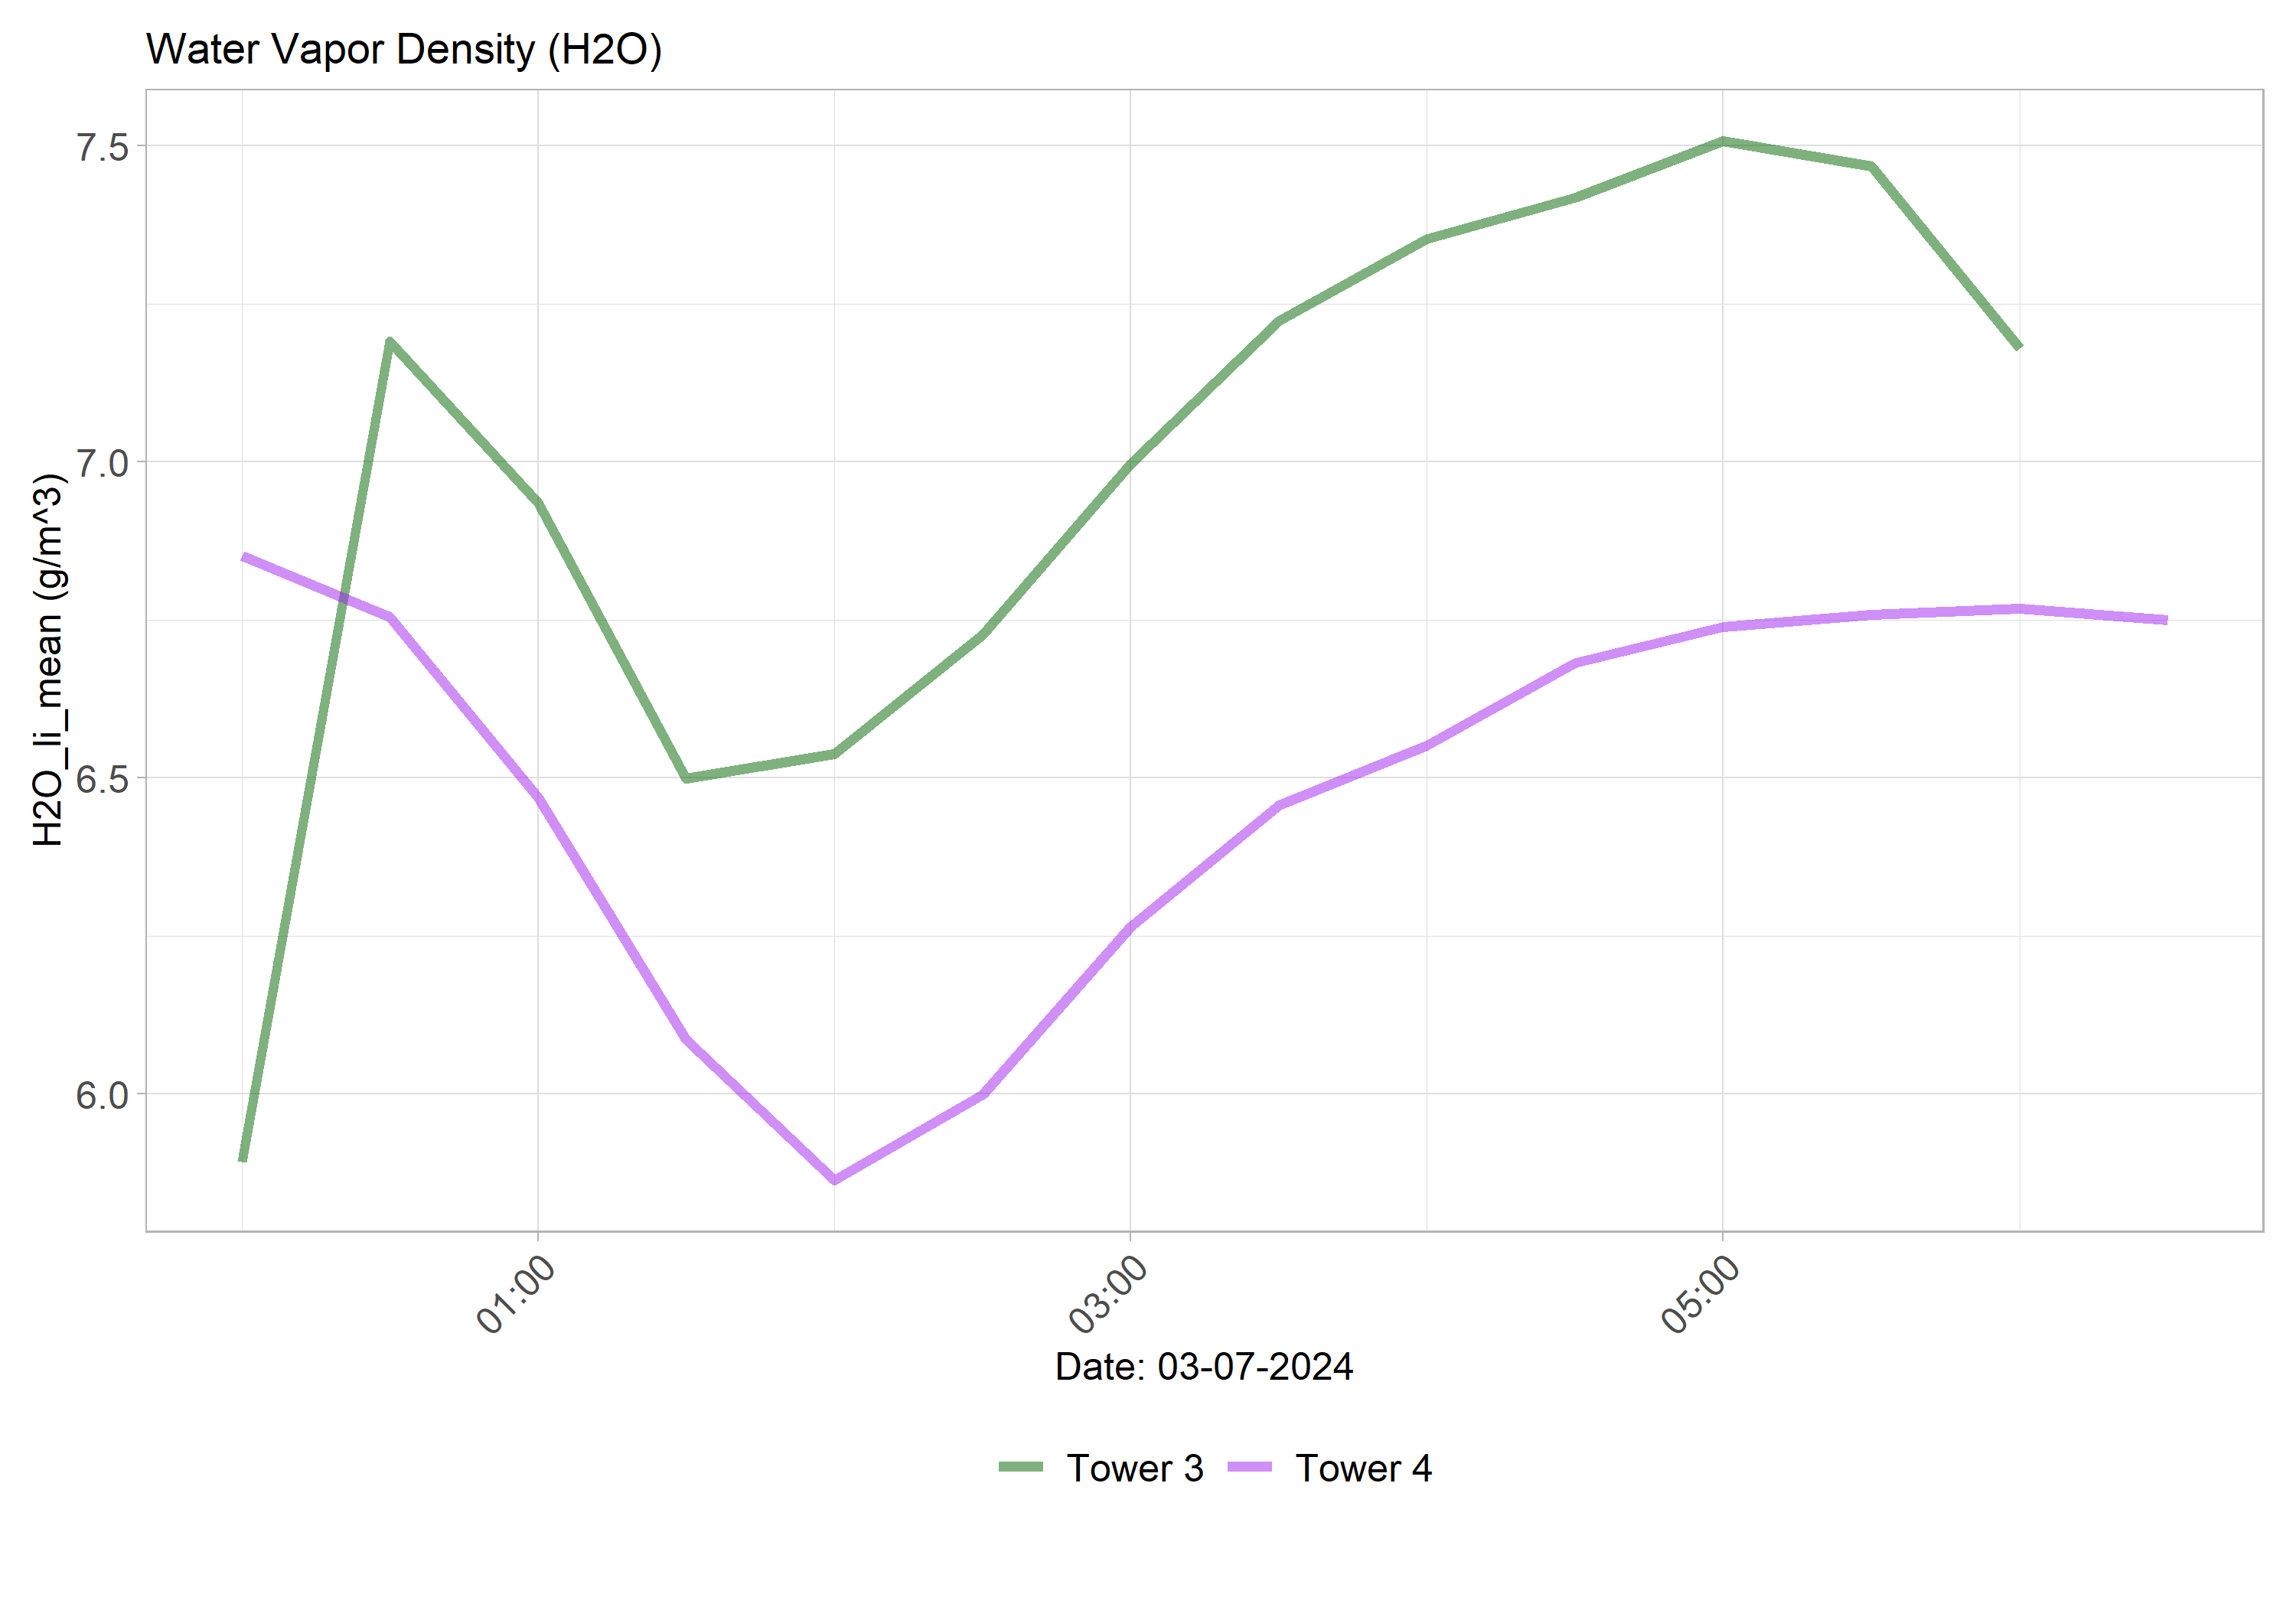 Water Vapor Density (H2O)
H2O_li_mean (g/m^3)
7.5
7.0
6.5
6.0
01:00
03:00
05:00
Date: 03-07-2024
Tower 3
Tower 4